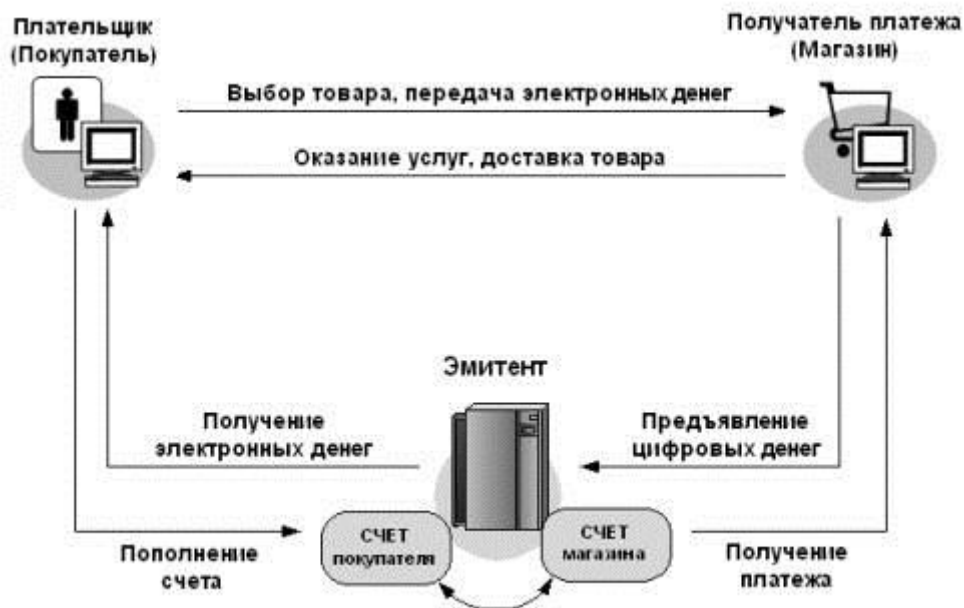 Плательщик
(Покупатель)
Получатель платежа
(Магазин)
Выбор товара, передача электронных денег
Оказание услуг, доставка товара
Эмитент
Получение
электронных денег
Предъявление
цифровых денег
СЧЕТ
покупателя
СЧЕТ
магазина
Пополнение
счета
Получение
платежа